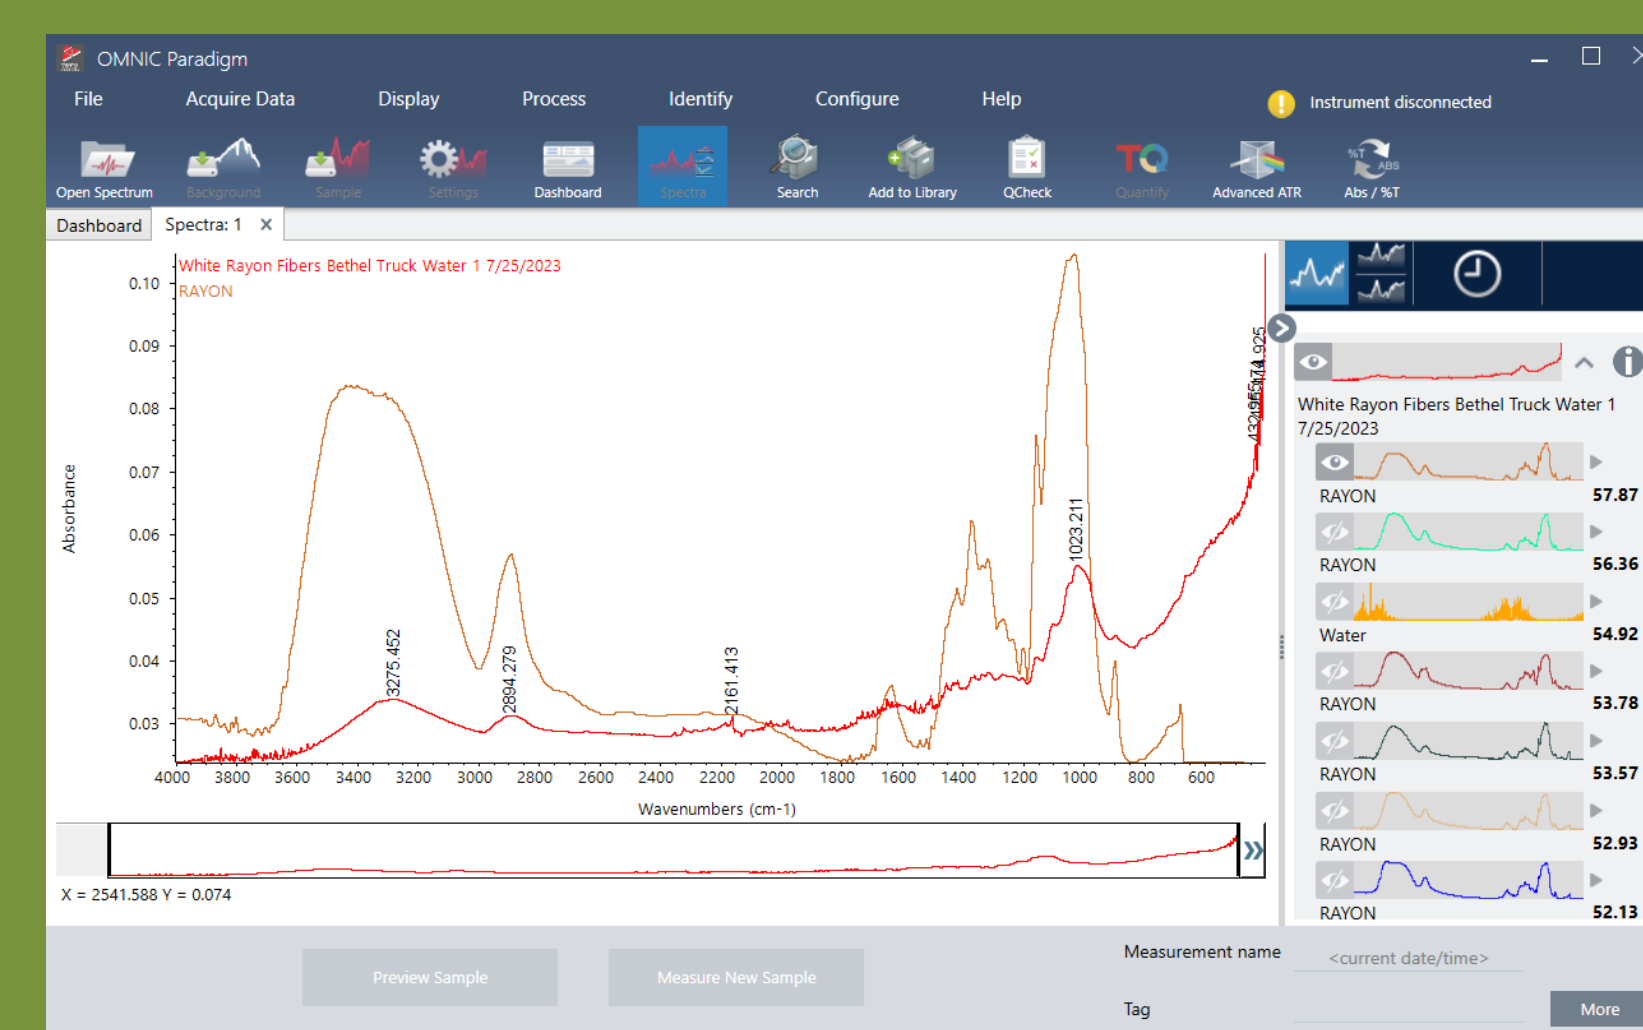 OMNIC Paradigm
File Acquire Data Display Process Identify Configure Help Instrument disconnected
%T ABS
TQ
Open Spectrum Background Sample Settings Dashboard Spectra Search Add to Library QCheck Quantify Advanced ATR Abs / %T
Dashboard Spectra: 1
White Rayon Fibers Bethel Truck Water 1 7/25/2023
RAYON
Absorbance
0.10
0.09
0.08
0.07
0.06
0.05
0.04
0.03
3275.452
2894.279
2161.413
1023.211
4000 3800 3600 3400 3200 3000 2800 2600 2400 2200 2000 1800 1600 1400 1200 1000 800 600
Wavenumbers (cm-1)
X = 2541.588 Y = 0.074
White Rayon Fibers Bethel Truck Water 1
7/25/2023
RAYON 57.87
RAYON 56.36
Water 54.92
RAYON 53.78
RAYON 53.57
RAYON 52.93
RAYON 52.13
Preview Sample Measure New Sample
Measurement name <current date/time>
Tag
More